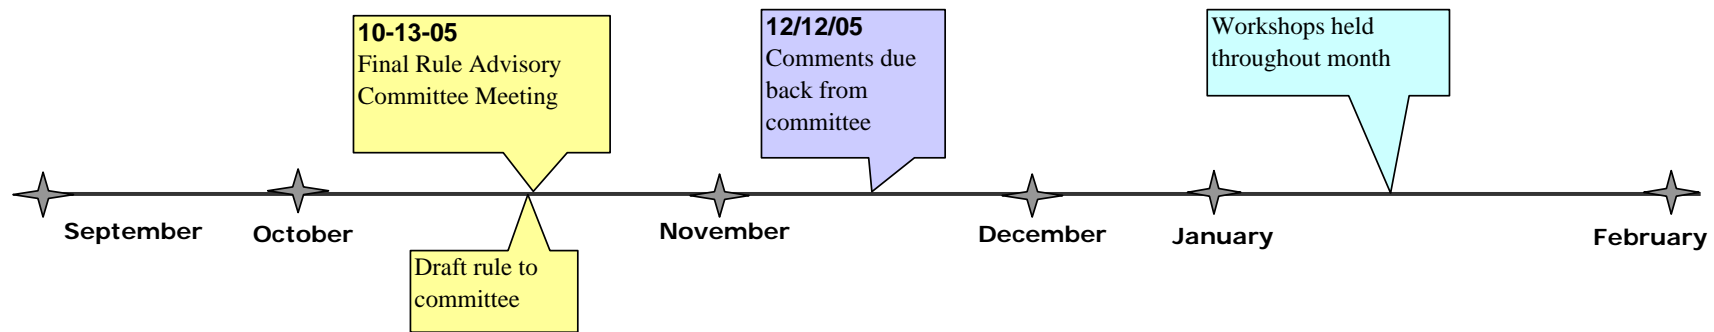 10-13-05
Final Rule Advisory
Committee Meeting
12/12/05
Comments due
back from
committee
Workshops held
throughout month
September
October
November
December
January
February
Draft rule to
committee